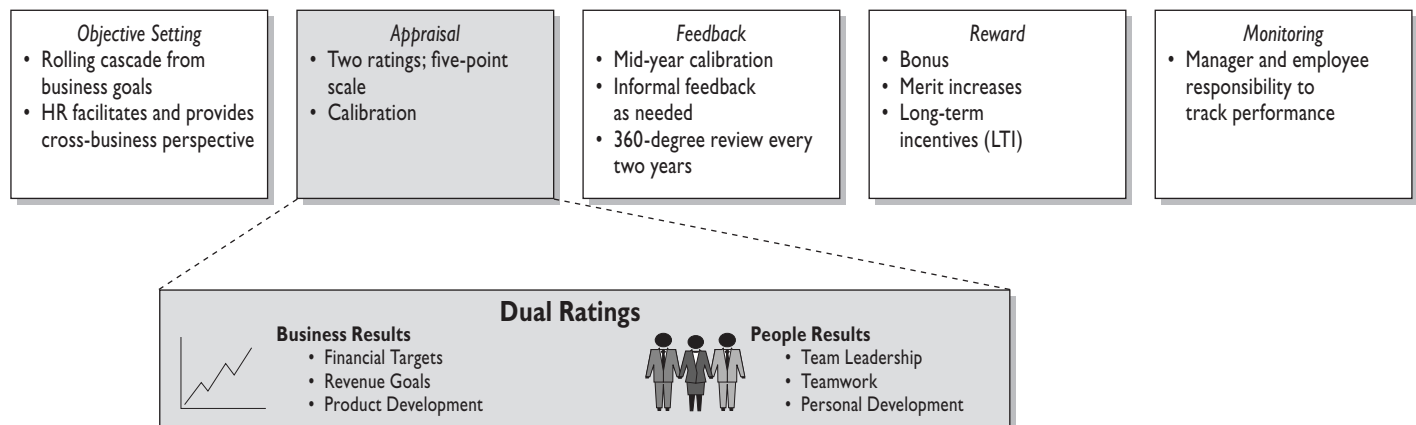 Objective Setting
• Rolling cascade from
business goals
• HR facilitates and provides
cross-business perspective
Appraisal
• Two ratings; five-point
scale
• Calibration
Feedback
• Mid-year calibration
• Informal feedback
as needed
• 360-degree review every
two years
Reward
• Bonus
• Merit increases
• Long-term
incentives (LTI)
Monitoring
• Manager and employee
responsibility to
track performance
Dual Ratings
Business Results
• Financial Targets
• Revenue Goals
• Product Development
People Results
• Team Leadership
• Teamwork
• Personal Development